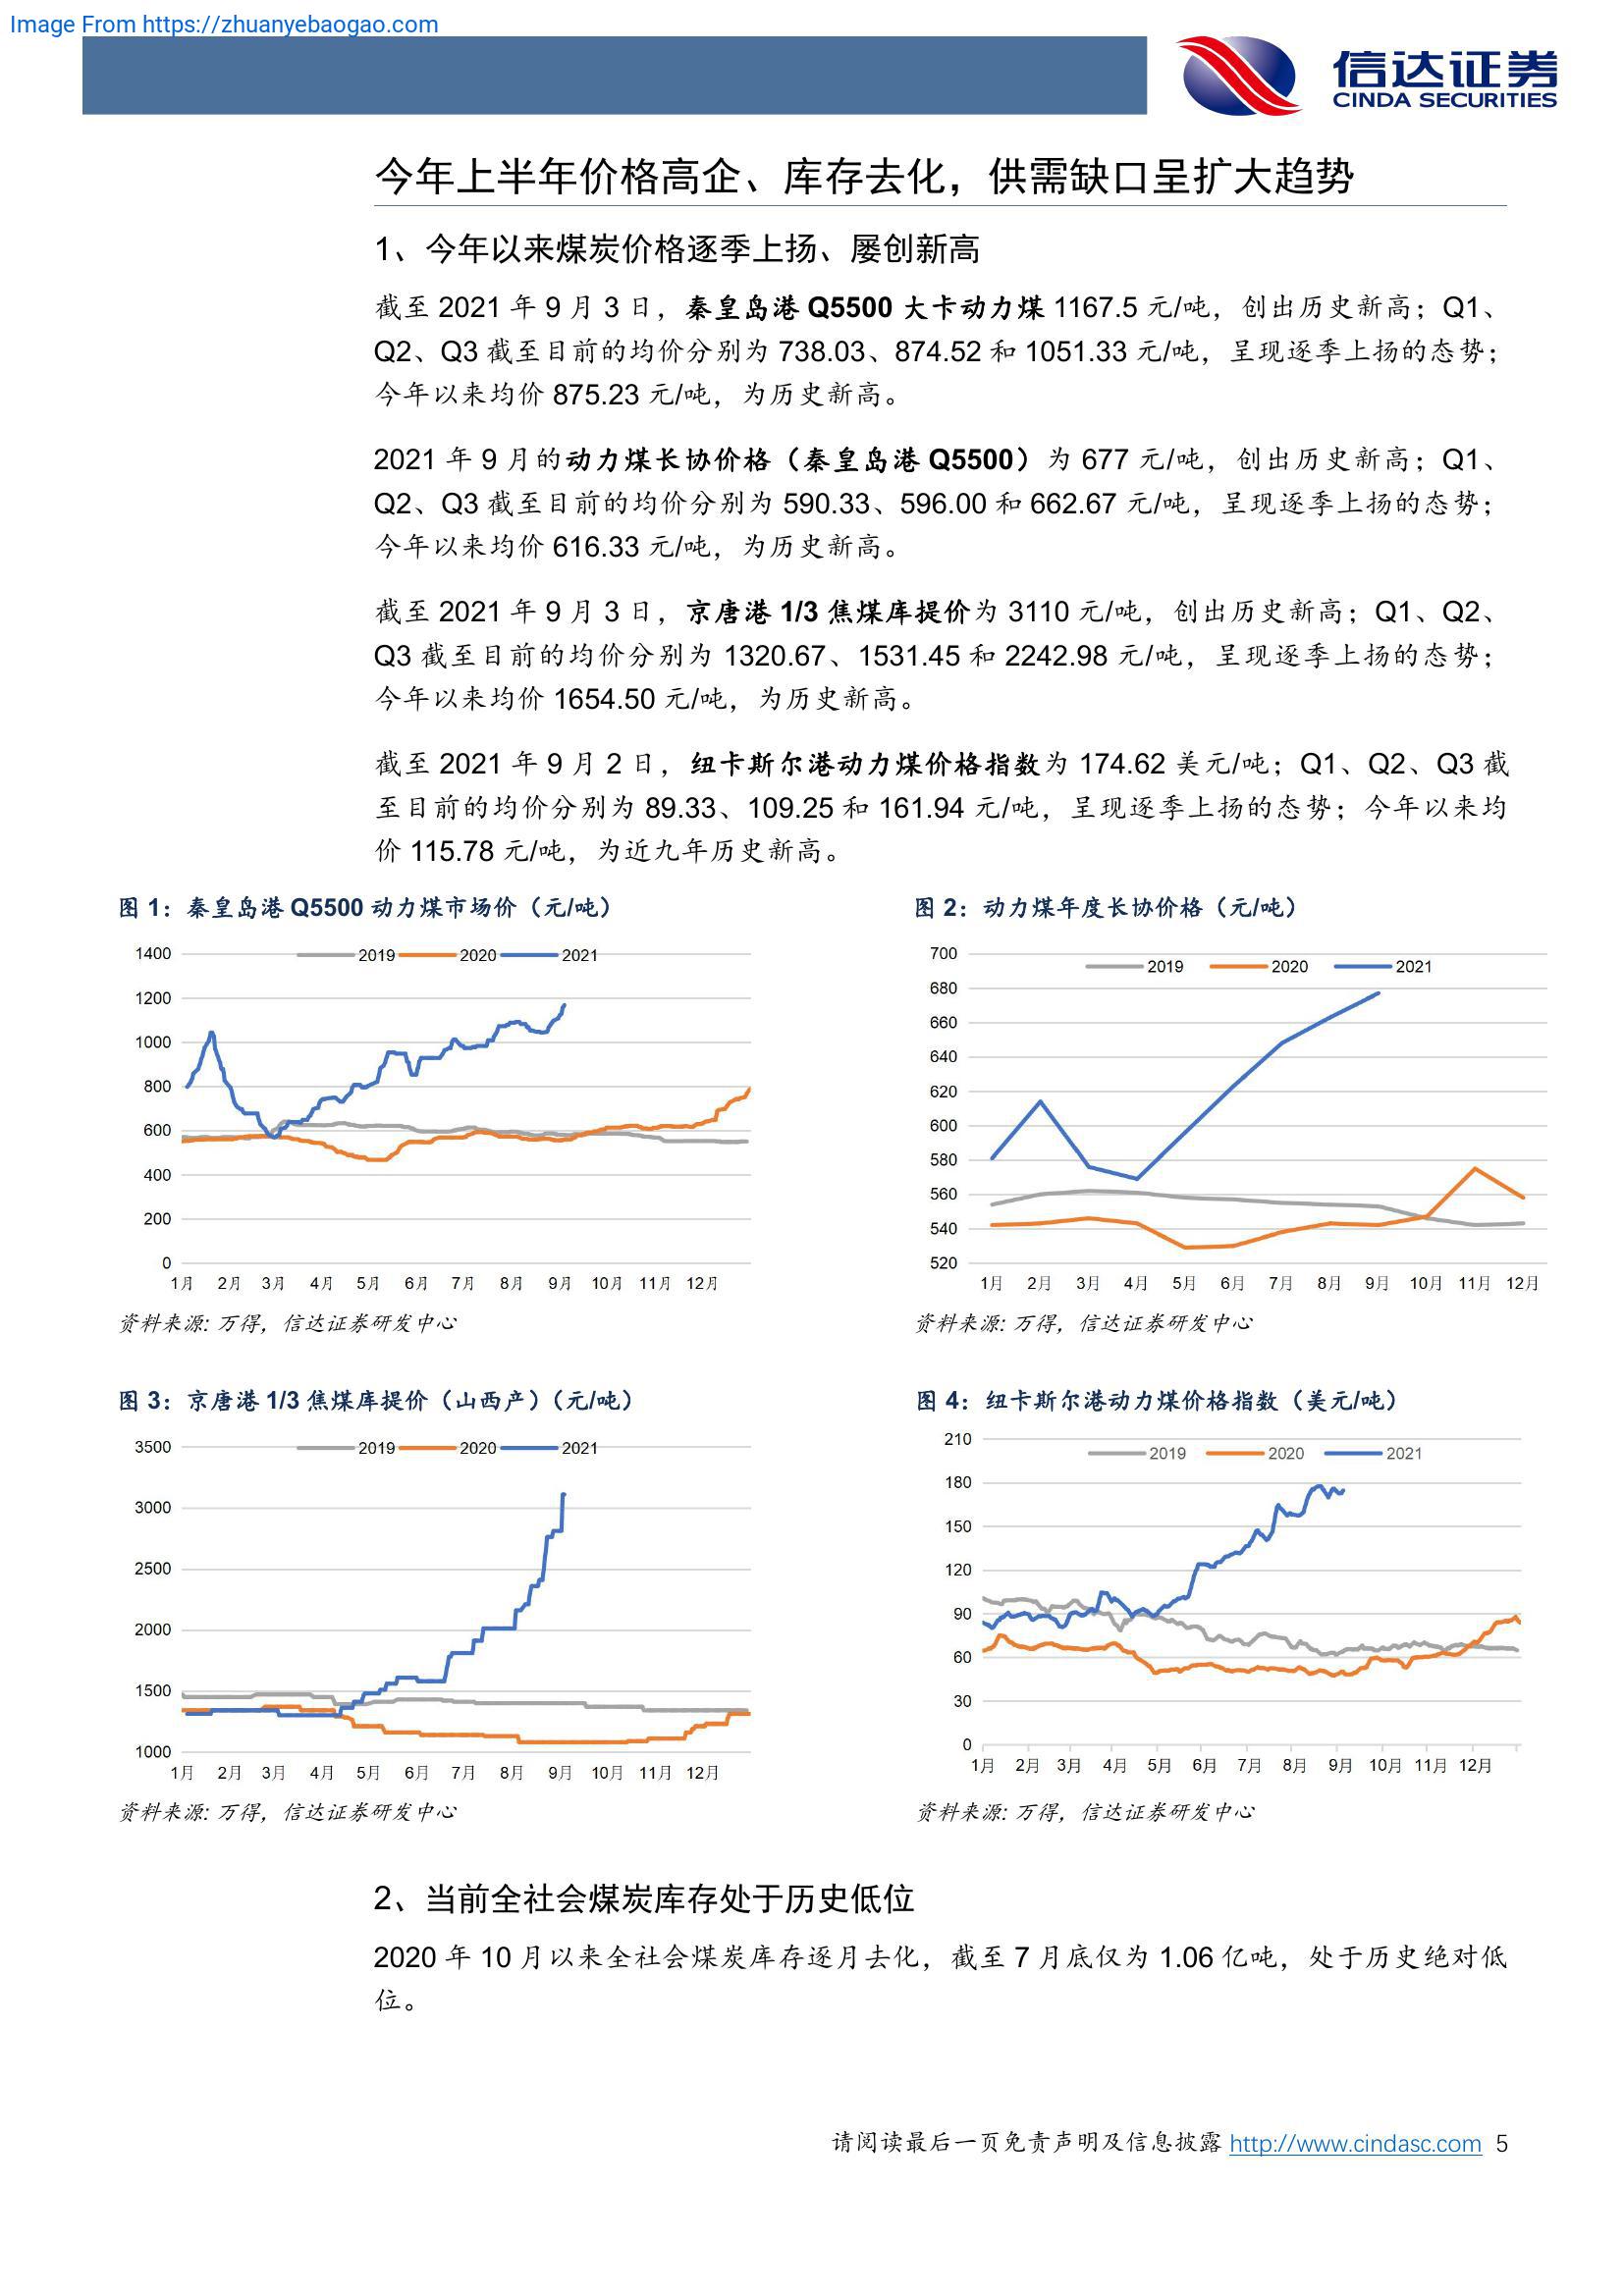 Image From https://zhuanyebaogao.com
信达证券
CINDA SECURITIES
今年上半年价格高企、库存去化，供需缺口呈扩大趋势
1、今年以来煤炭价格逐季上扬、屡创新高
截至 2021 年 9 月 3 日，秦皇岛港 Q5500 大卡动力煤 1167.5 元/吨，创出历史新高；Q1、
Q2、Q3 截至目前的均价分别为 738.03、874.52 和 1051.33 元/吨，呈现逐季上扬的态势；
今年以来均价 875.23 元/吨，为历史新高。
2021 年 9 月的动力煤长协价格（秦皇岛港 Q5500）为 677 元/吨，创出历史新高；Q1、
Q2、Q3 截至目前的均价分别为 590.33、596.00 和 662.67 元/吨，呈现逐季上扬的态势；
今年以来均价 616.33 元/吨，为历史新高。
截至 2021 年 9 月 3 日，京唐港 1/3 焦煤库提价为 3110 元/吨，创出历史新高；Q1、Q2、
Q3 截至目前的均价分别为 1320.67、1531.45 和 2242.98 元/吨，呈现逐季上扬的态势；
今年以来均价 1654.50 元/吨，为历史新高。
截至 2021 年 9 月 2 日，纽卡斯尔港动力煤价格指数为 174.62 美元/吨；Q1、Q2、Q3 截
至目前的均价分别为 89.33、109.25 和 161.94 元/吨，呈现逐季上扬的态势；今年以来均
价 115.78 元/吨，为近九年历史新高。
图 1：秦皇岛港 Q5500 动力煤市场价（元/吨）
2019 2020 2021
1400
1200
1000
800
600
400
200
0
1月 2月 3月 4月 5月 6月 7月 8月 9月 10月 11月 12月
资料来源: 万得，信达证券研发中心
图 2：动力煤年度长协价格（元/吨）
2019 2020 2021
700
680
660
640
620
600
580
560
540
520
1月 2月 3月 4月 5月 6月 7月 8月 9月 10月 11月 12月
资料来源: 万得，信达证券研发中心
图 3：京唐港 1/3 焦煤库提价（山西产）（元/吨）
2019 2020 2021
3500
3000
2500
2000
1500
1000
1月 2月 3月 4月 5月 6月 7月 8月 9月 10月 11月 12月
资料来源: 万得，信达证券研发中心
图 4：纽卡斯尔港动力煤价格指数（美元/吨）
2019 2020 2021
210
180
150
120
90
60
30
0
1月 2月 3月 4月 5月 6月 7月 8月 9月 10月 11月 12月
资料来源: 万得，信达证券研发中心
2、当前全社会煤炭库存处于历史低位
2020 年 10 月以来全社会煤炭库存逐月去化，截至 7 月底仅为 1.06 亿吨，处于历史绝对低
位。
请阅读最后一页免责声明及信息披露 http://www.cindasc.com 5